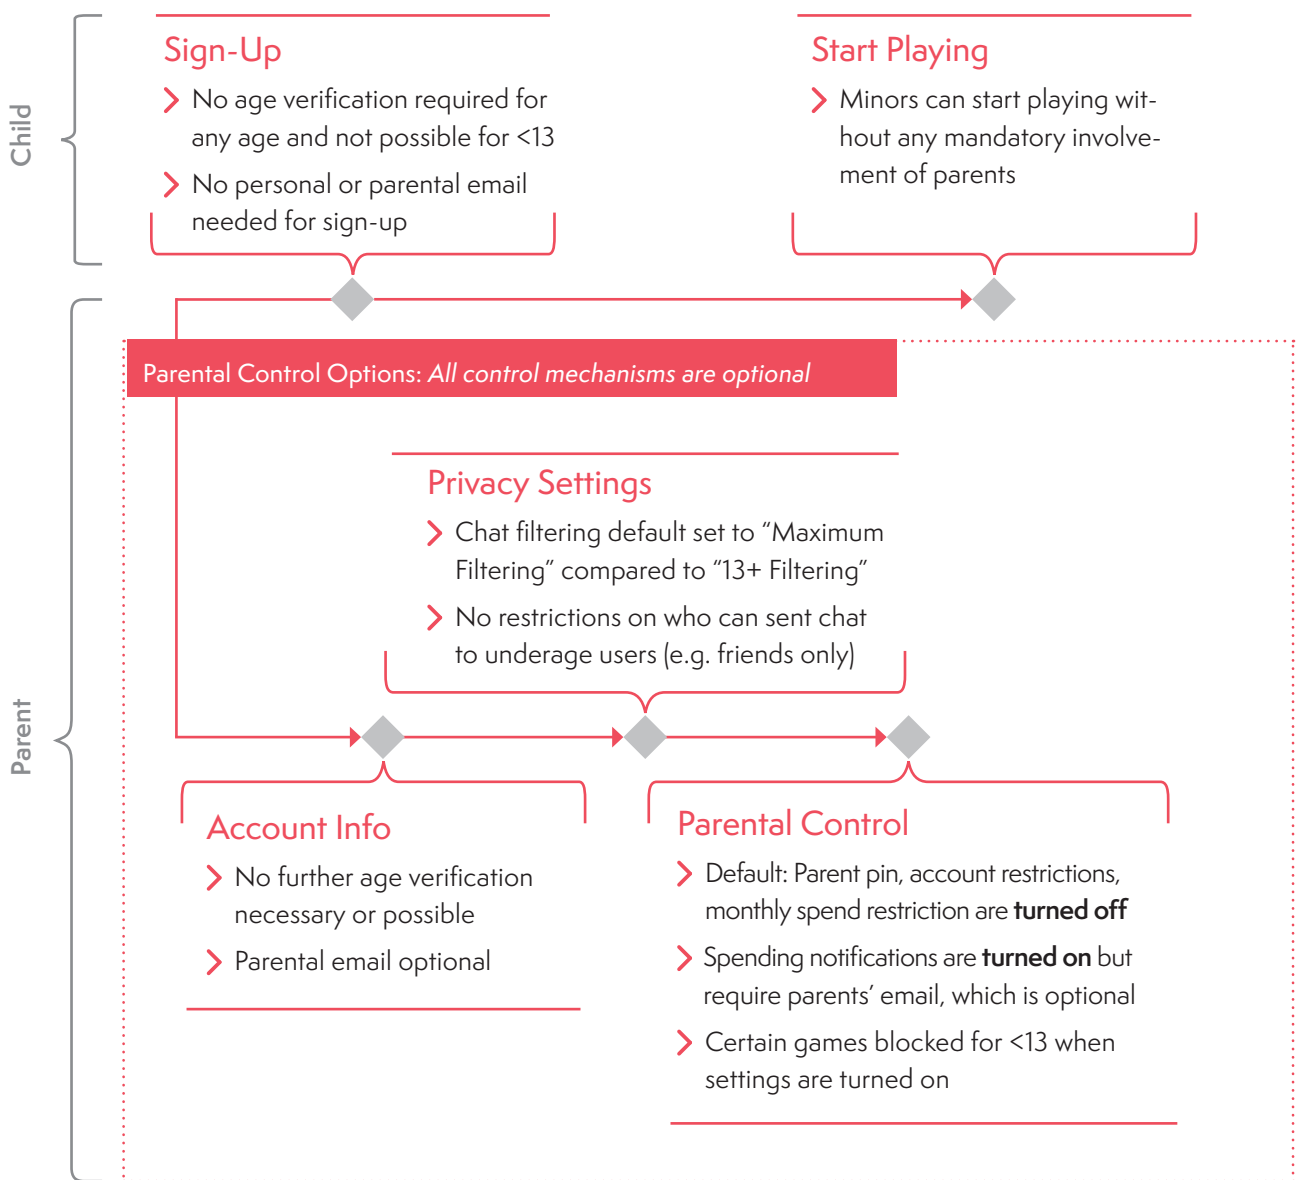 Child
Sign-Up
No age verification required for
any age and not possible for <13
No personal or parental email
needed for sign-up
Start Playing
Minors can start playing wit-
hout any mandatory involve-
ment of parents
Parent
Parental Control Options: All control mechanisms are optional
Privacy Settings
Chat filtering default set to “Maximum
Filtering” compared to “13+ Filtering”
No restrictions on who can sent chat
to underage users (e.g. friends only)
Account Info
No further age verification
necessary or possible
Parental email optional
Parental Control
Default: Parent pin, account restrictions,
monthly spend restriction are turned off
Spending notifications are turned on but
require parents’ email, which is optional
Certain games blocked for <13 when
settings are turned on